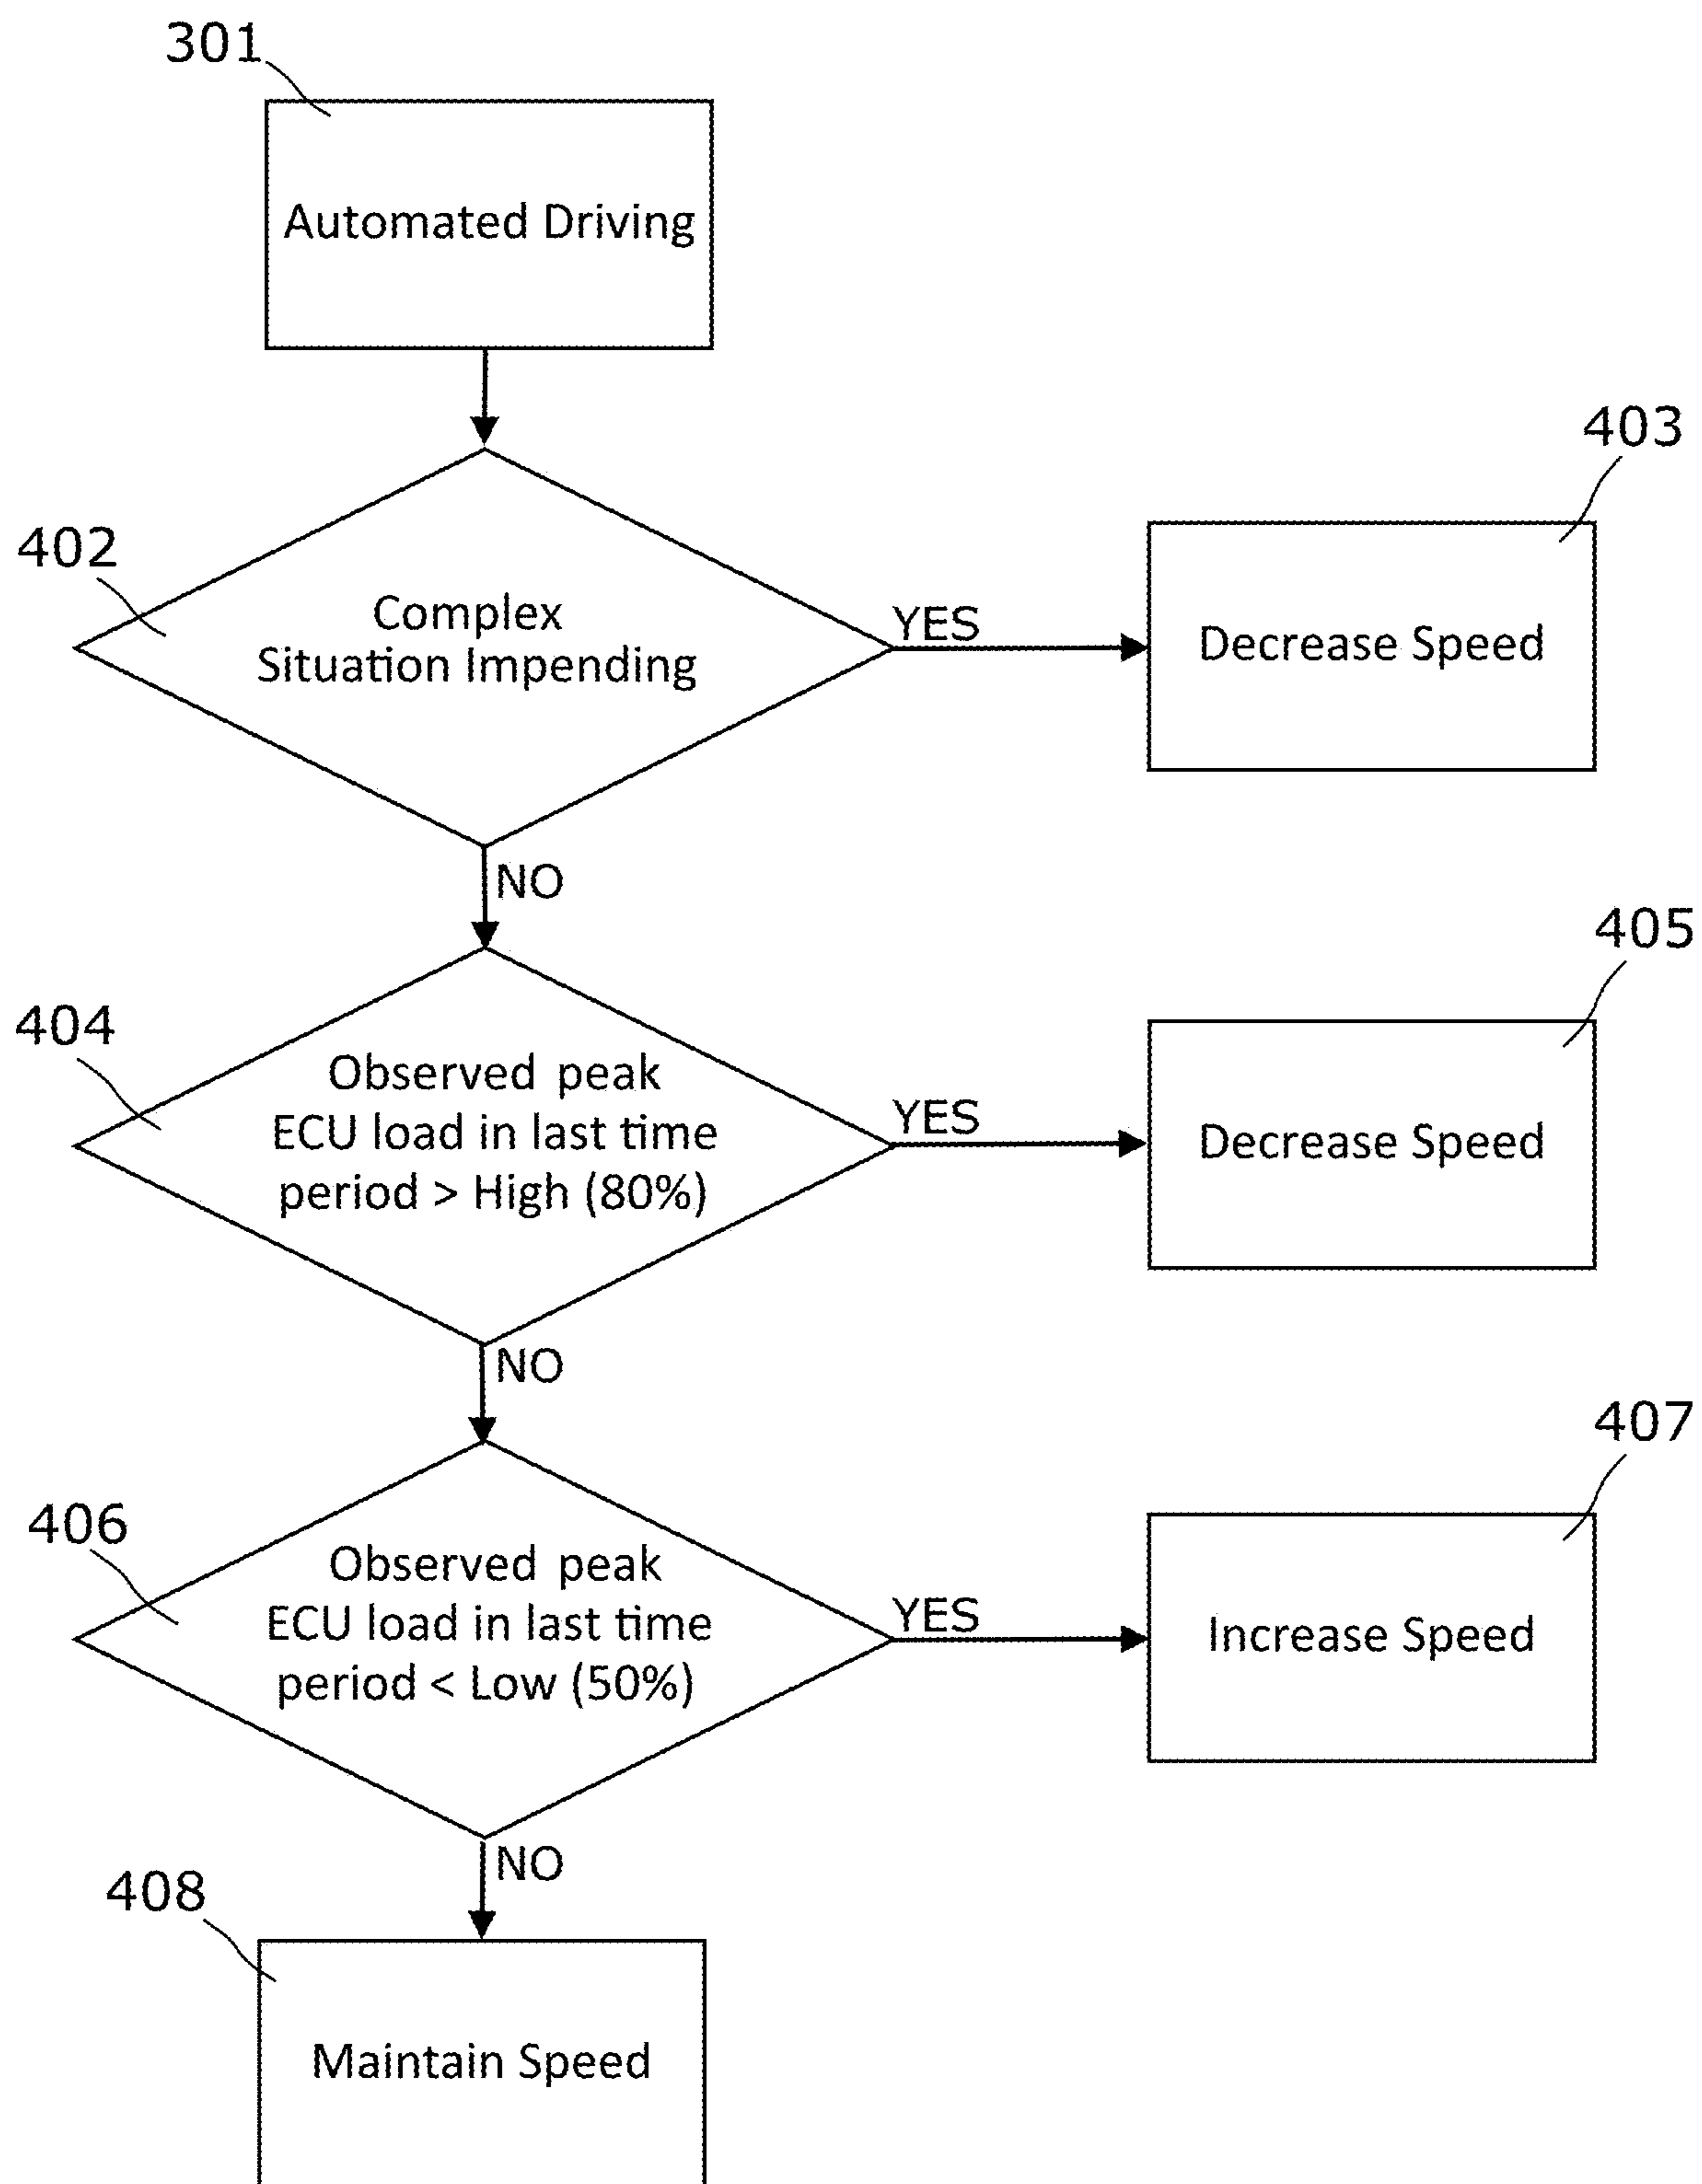 301
Automated Driving
403
402
Complex
Situation Impending
YES
Decrease Speed
NO
405
404
Observed peak
ECU load in last time
period > High (80%)
YES
Decrease Speed
NO
407
406
Observed peak
ECU load in last time
period < Low (50%)
YES
Increase Speed
NO
408
Maintain Speed